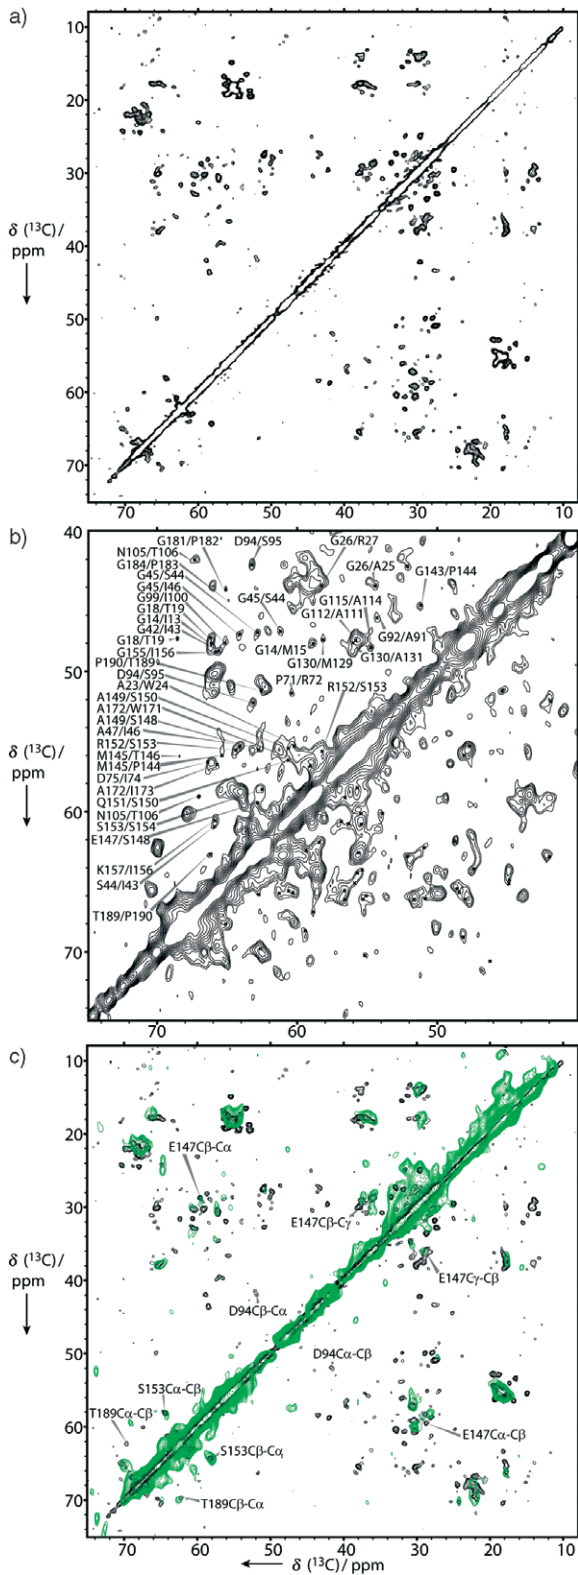 a)
10
20
30
40
50
60
70
δ (¹³C)/
ppm
70 60 50 40 30 20 10
b)
40
50
60
70
δ (¹³C)/
ppm
G181/P182
N105/T106
G184/P183
G45/S44
G45/I46
G99/I100
G18/T19
G14/I13
G42/I43
G18/T19
G155/I156
P190/T189
D94/S95
A23/W24
A149/S150
A172/W171
A149/S148
A47/I46
R152/S153
M145/T146
M145/P144
D75/I74
A172/I173
Q151/S150
N105/T106
S153/S154
E147/S148
K157/I156
S44/I43
T189/P190
D94/S95
G26/R27
G26/A25
G143/P144
G45/S44
G115/A114
G112/A111
G92/A91
G14/M15
G130/M129
G130/A131
P71/R72
R152/S153
70 60 50
c)
10
20
30
40
50
60
70
δ (¹³C)/
ppm
E147Cβ-Cα
E147Cβ-Cγ
E147Cγ-Cβ
D94Cβ-Cα
D94Cα-Cβ
S153Cα-Cβ
T189Cα-Cβ
E147Cα-Cβ
S153Cβ-Cα
T189Cβ-Cα
70 60 50 40 30 20 10
δ (¹³C)/ ppm